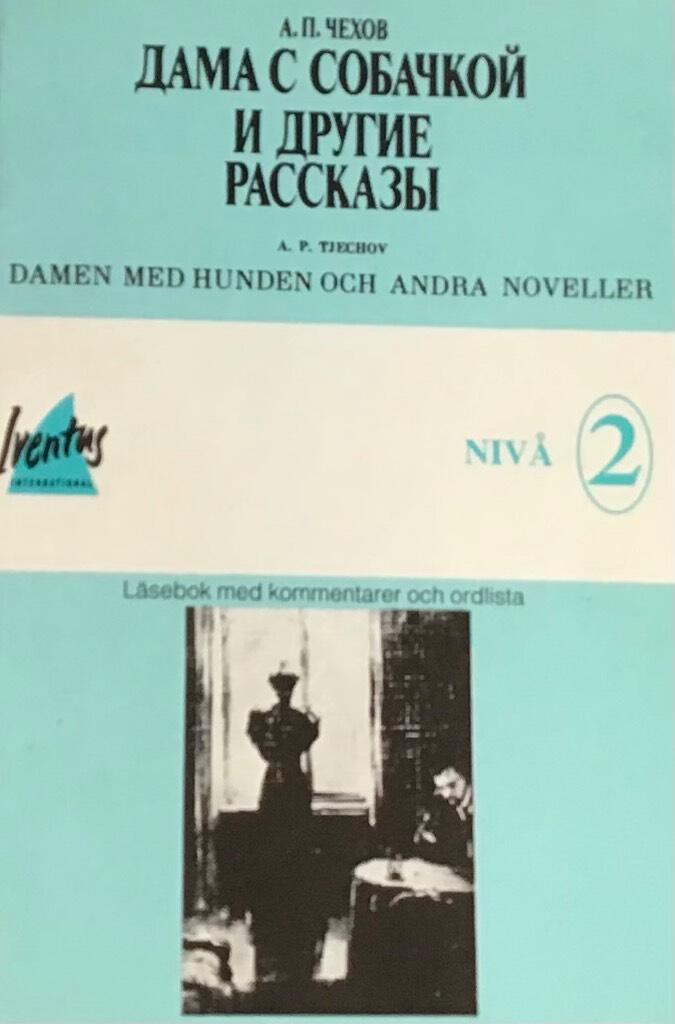 А. П. ЧЕХОВ
ДАМА С СОБАЧКОЙ
И ДРУГИЕ
РАССКАЗЫ
A. P. TJECHOV
DAMEN MED HUNDEN OCH ANDRA NOVELLER
Iventus
INTERNATIONAL
NIVÅ 2
Läsebok med kommentarer och ordlista